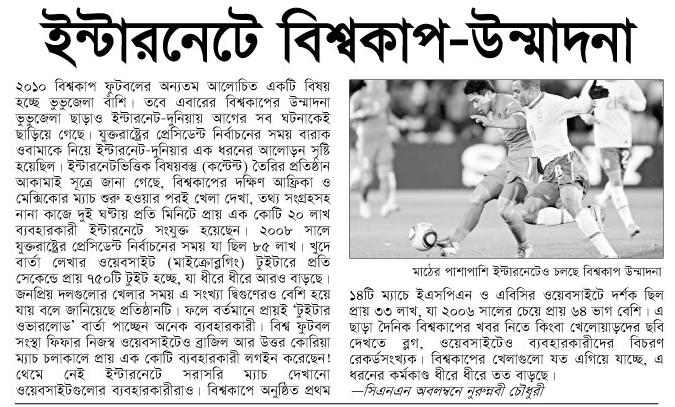 ইন্টারনেটে বিশ্বকাপ-উন্মাদনা
২০১০ বিশ্বকাপ ফুটবলের অন্যতম আলোচিত একটি বিষয়
হচ্ছে ভুভুজেলা বাঁশি। তবে এবারের বিশ্বকাপের উন্মাদনা
ভুভুজেলা ছাড়াও ইন্টারনেট-দুনিয়ায় আগের সব ঘটনাকেই
ছাড়িয়ে গেছে। যুক্তরাষ্ট্রের প্রেসিডেন্ট নির্বাচনের সময় বারাক
ওবামাকে নিয়ে ইন্টারনেট-দুনিয়ার এক ধরনের আলোড়ন সৃষ্টি
হয়েছিল। ইন্টারনেটভিত্তিক বিষয়বস্তু (কন্টেন্ট) তৈরির প্রতিষ্ঠান
আকামাই সূত্রে জানা গেছে, বিশ্বকাপের দক্ষিণ আফ্রিকা ও
মেক্সিকোর ম্যাচ শুরু হওয়ার পরই খেলা দেখা, তথ্য সংগ্রহসহ
নানা কাজে দুই ঘণ্টায় প্রতি মিনিটে প্রায় এক কোটি ২০ লাখ
ব্যবহারকারী ইন্টারনেটে সংযুক্ত হয়েছেন। ২০০৮ সালে
যুক্তরাষ্ট্রের প্রেসিডেন্ট নির্বাচনের সময় যা ছিল ৮৫ লাখ। খুদে
বার্তা লেখার ওয়েবসাইট (মাইক্রোব্লগিং) টুইটারে প্রতি
সেকেন্ডে প্রায় ৭৫০টি টুইট হচ্ছে, যা ধীরে ধীরে আরও বাড়ছে।
জনপ্রিয় দলগুলোর খেলার সময় এ সংখ্যা দ্বিগুণেরও বেশি হয়ে
যায় বলে জানিয়েছে প্রতিষ্ঠানটি। ফলে বর্তমানে প্রায়ই ‘টুইটার
ওভারলোড’ বার্তা পাচ্ছেন অনেক ব্যবহারকারী। বিশ্ব ফুটবল
সংস্থা ফিফার নিজস্ব ওয়েবসাইটেও ব্রাজিল আর উত্তর কোরিয়া
ম্যাচ চলাকালে প্রায় এক কোটি ব্যবহারকারী লগইন করেছেন!
থেমে নেই ইন্টারনেটে সরাসরি ম্যাচ দেখানো
ওয়েবসাইটগুলোর ব্যবহারকারীরাও। বিশ্বকাপে অনুষ্ঠিত প্রথম
মাঠের পাশাপাশি ইন্টারনেটেও চলছে বিশ্বকাপ উন্মাদনা
১৪টি ম্যাচে ইএসপিএন ও এবিসির ওয়েবসাইটে দর্শক ছিল
প্রায় ৩৩ লাখ, যা ২০০৬ সালের চেয়ে প্রায় ৬৪ ভাগ বেশি। এ
ছাড়া দৈনিক বিশ্বকাপের খবর নিতে কিংবা খেলোয়াড়দের ছবি
দেখতে ব্লগ, ওয়েবসাইটেও ব্যবহারকারীদের বিচরণ
রেকর্ডসংখ্যক। বিশ্বকাপের খেলাগুলো যত এগিয়ে যাচ্ছে, এ
ধরনের কর্মকাণ্ড ধীরে ধীরে তত বাড়ছে।
—সিএনএন অবলম্বনে নুরুন্নবী চৌধুরী